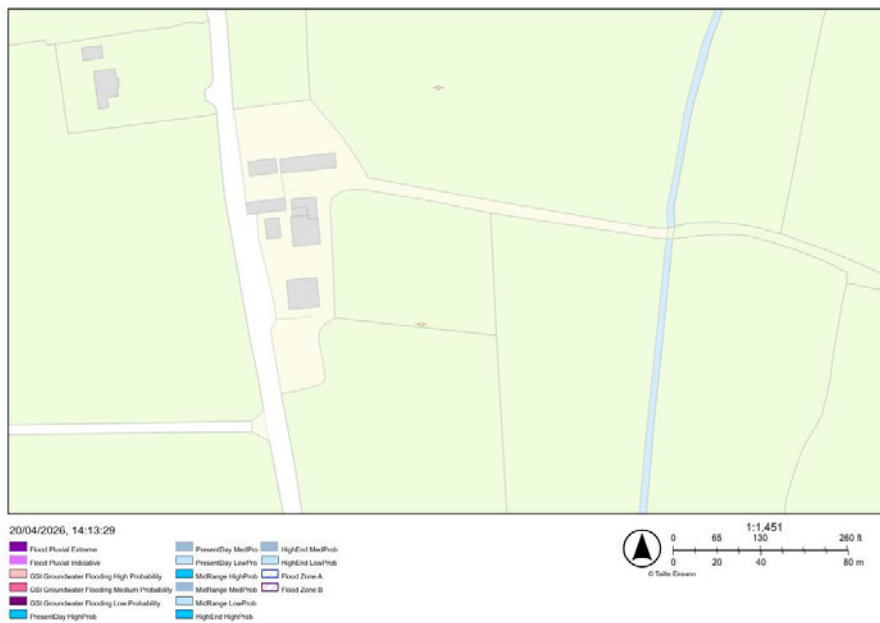 20/04/2026, 14:13:29
Flood Pluvial Extreme
Flood Pluvial Indicative
GSI Groundwater Flooding High Probability
GSI Groundwater Flooding Medium Probability
GSI Groundwater Flooding Low Probability
PresentDay HighProb
PresentDay MedPro
PresentDay LowPro
MidRange HighProb
MidRange MedProb
MidRange LowProb
HighEnd HighProb
HighEnd MedProb
HighEnd LowProb
Flood Zone A
Flood Zone B
1:1,451
0 65 130 260 ft
0 20 40 80 m
© Tailte Éireann